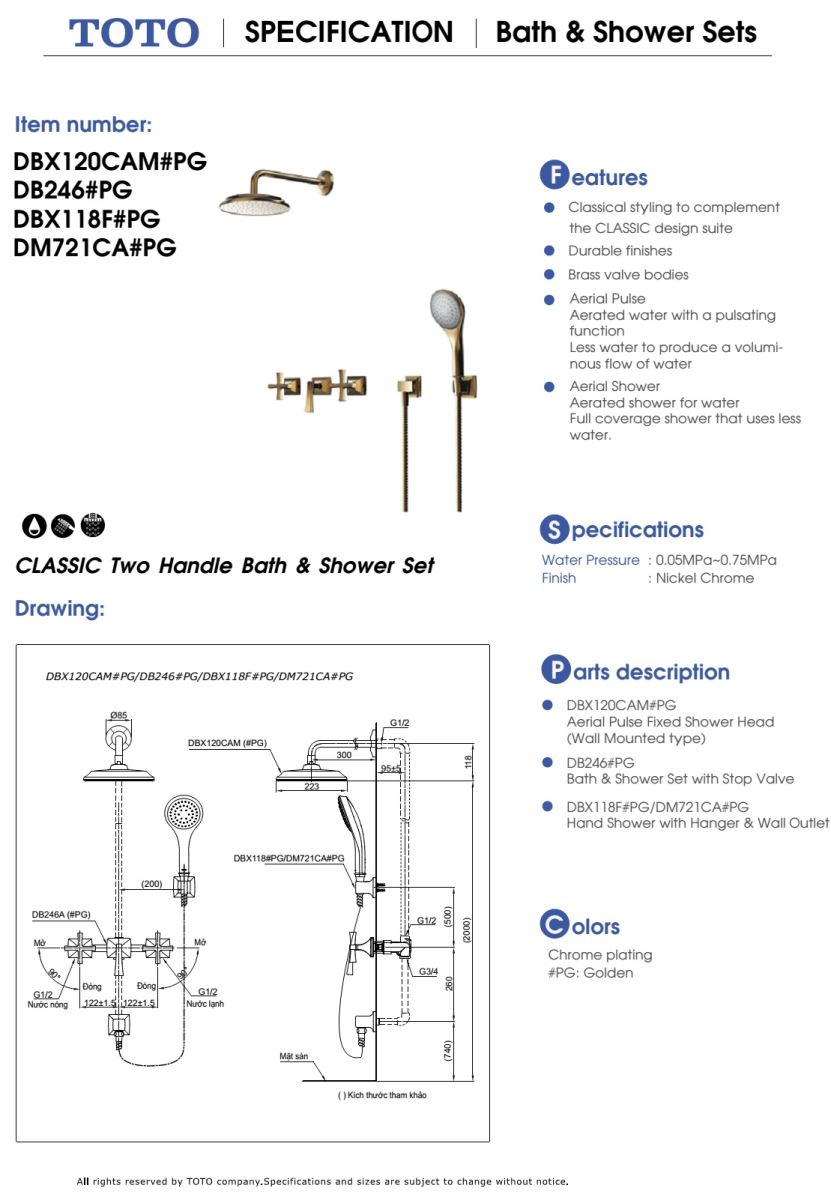 TOTO SPECIFICATION Bath & Shower Sets
Item number:
DBX120CAM#PG
DB246#PG
DBX118F#PG
DM721CA#PG
Features
Classical styling to complement
the CLASSIC design suite
Durable finishes
Brass valve bodies
Aerial Pulse
Aerated water with a pulsating
function
Less water to produce a volumi-
nous flow of water
Aerial Shower
Aerated shower for water
Full coverage shower that uses less
water.
CLASSIC Two Handle Bath & Shower Set
Specifications
Water Pressure : 0.05MPa~0.75MPa
Finish : Nickel Chrome
Drawing:
DBX120CAM#PG/DB246#PG/DBX118F#PG/DM721CA#PG
Ø85
G1/2
DBX120CAM (#PG)
300
118
95±5
223
DBX118#PG/DM721CA#PG
(200)
(500)
(2000)
DB246A (#PG)
G1/2
Mở
Mở
90°
90°
G3/4
Đóng
Đóng
260
G1/2
G1/2
122±1.5
122±1.5
Nước nóng
Nước lạnh
(740)
Mặt sàn
( ) Kích thước tham khảo
Parts description
DBX120CAM#PG
Aerial Pulse Fixed Shower Head
(Wall Mounted type)
DB246#PG
Bath & Shower Set with Stop Valve
DBX118F#PG/DM721CA#PG
Hand Shower with Hanger & Wall Outlet
Colors
Chrome plating
#PG: Golden
All rights reserved by TOTO company.Specifications and sizes are subject to change without notice.